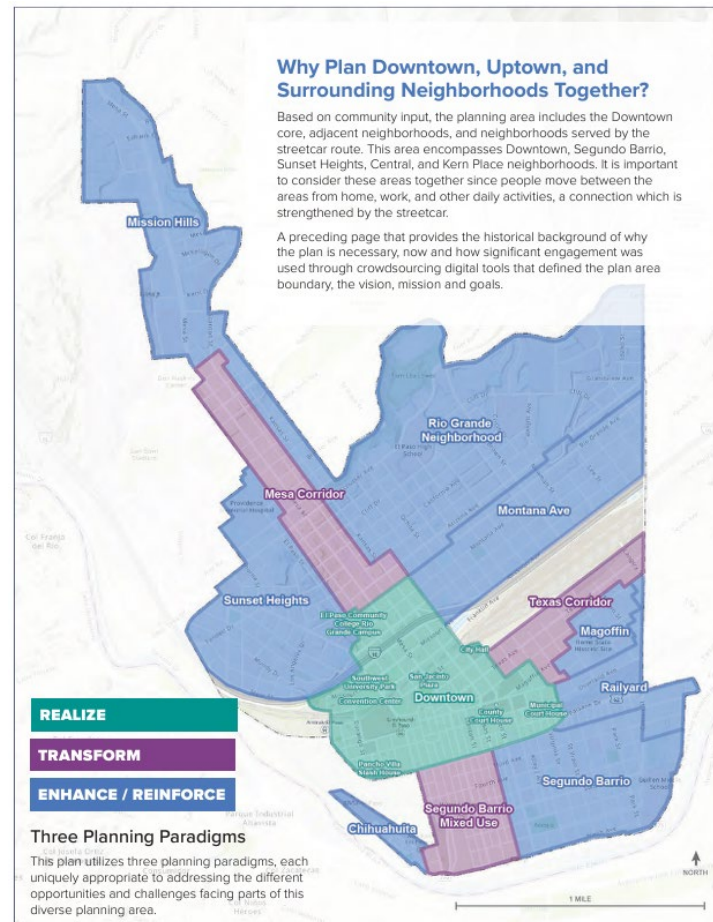 Why Plan Downtown, Uptown, and
Surrounding Neighborhoods Together?
Based on community input, the planning area includes the Downtown
core, adjacent neighborhoods, and neighborhoods served by the
streetcar route. This area encompasses Downtown, Segundo Barrio,
Sunset Heights, Central, and Kern Place neighborhoods. It is important
to consider these areas together since people move between the
areas from home, work, and other daily activities, a connection which is
strengthened by the streetcar.
A preceding page that provides the historical background of why
the plan is necessary, now and how significant engagement was
used through crowdsourcing digital tools that defined the plan area
boundary, the vision, mission and goals.
Mission Hills
Rio Grande
Neighborhood
El Paso High
School
Mesa Corridor
Montana Ave
Sunset Heights
Texas Corridor
Magoffin
El Paso Community
College Rio
Grande Campus
City Hall
Southwest
University Park
Convention Center
San Jacinto
Plaza
Downtown
County
Court House
Municipal
Court House
Railyard
Pancho Villa
Stash House
Segundo Barrio
Segundo Barrio
Mixed Use
Chihuahuita
REALIZE
TRANSFORM
ENHANCE / REINFORCE
Three Planning Paradigms
This plan utilizes three planning paradigms, each
uniquely appropriate to addressing the different
opportunities and challenges facing parts of this
diverse planning area.
Parque Industrial
NORTH
1 MILE